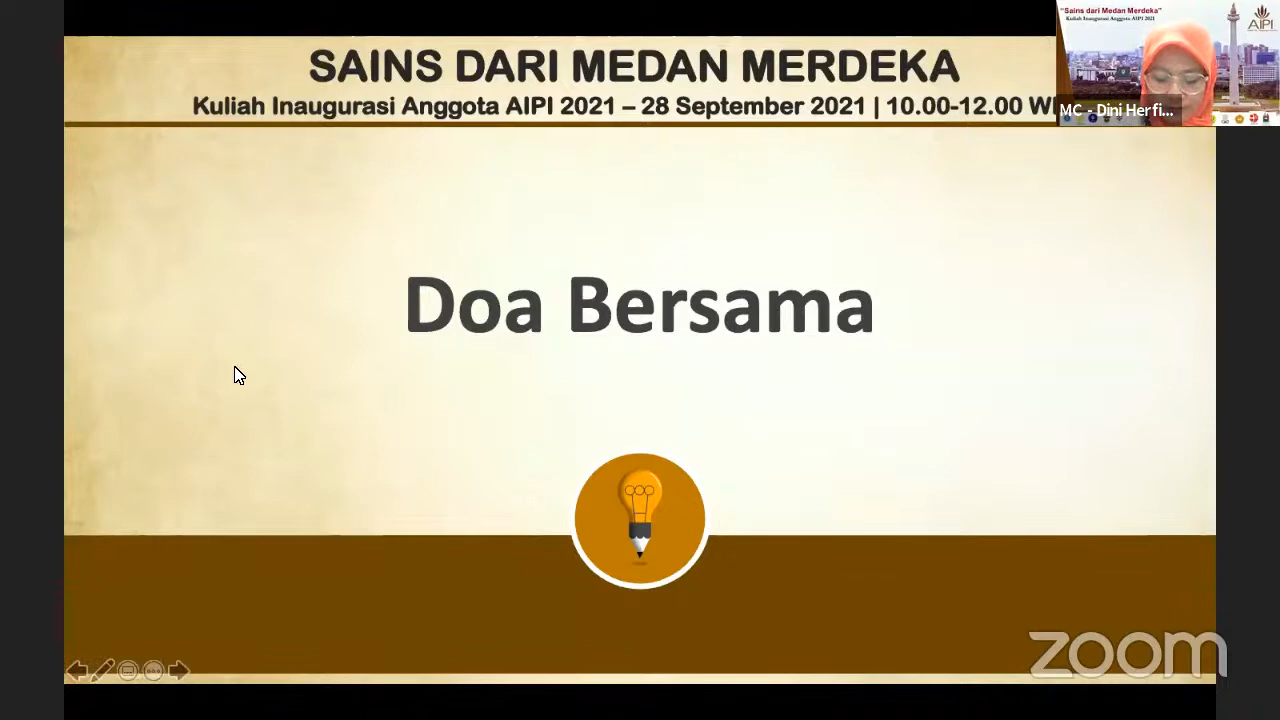 SAINS DARI MEDAN MERDEKA
Kuliah Inaugurasi Anggota AIPI 2021 – 28 September 2021 | 10.00-12.00
"Sains dari Medan Merdeka"
Kuliah Inaugurasi Anggota AIPI 2021
AIPI
MC - Dini Herfi...
Doa Bersama
zoom